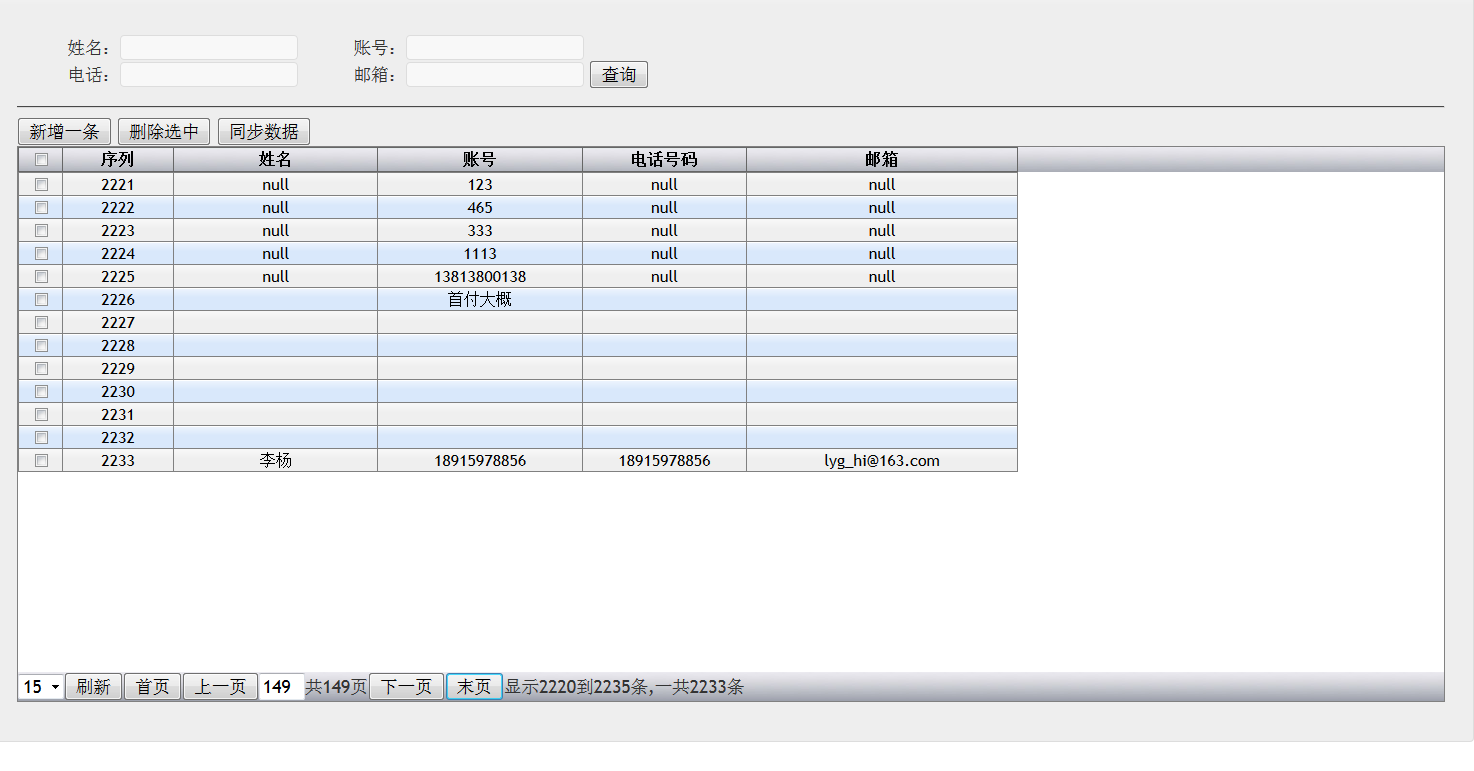 姓名： 账号：
电话： 邮箱： 查询
新增一条 删除选中 同步数据
序列 姓名 账号 电话号码 邮箱
2221 null 123 null null
2222 null 465 null null
2223 null 333 null null
2224 null 1113 null null
2225 null 13813800138 null null
2226 首付大概
2227
2228
2229
2230
2231
2232
2233 李杨 18915978856 18915978856 lyg_hi@163.com
15 刷新 首页 上一页 149 共149页 下一页 末页 显示2220到2235条,一共2233条